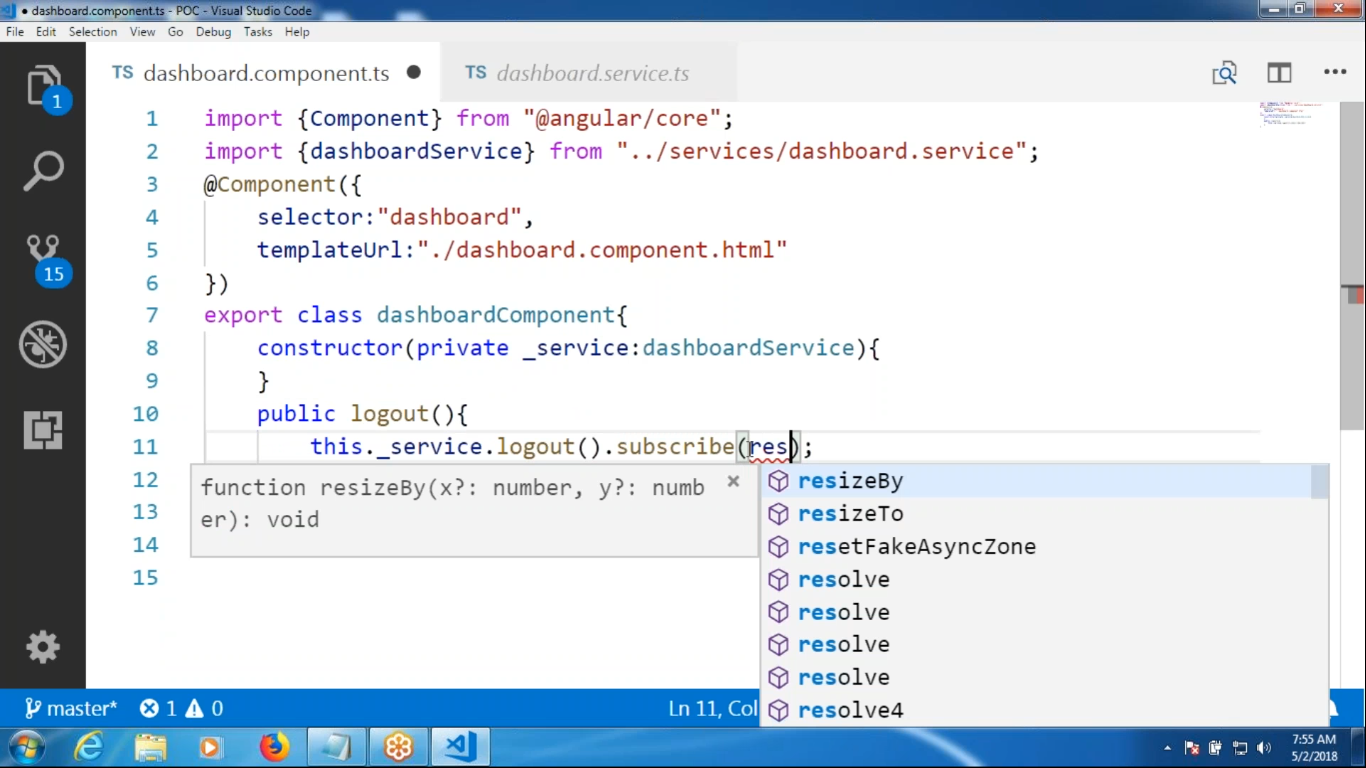 ● dashboard.component.ts - POC - Visual Studio Code
File Edit Selection View Go Debug Tasks Help
TS dashboard.component.ts ● TS dashboard.service.ts
1 import {Component} from "@angular/core";
2 import {dashboardService} from "../services/dashboard.service";
3 @Component({
4 selector:"dashboard",
5 templateUrl:"./dashboard.component.html"
6 })
7 export class dashboardComponent{
8 constructor(private _service:dashboardService){
9 }
10 public logout(){
11 this._service.logout().subscribe(res);
12
13
14
15
function resizeBy(x?: number, y?: numb
er): void
resizeBy
resizeTo
resetFakeAsyncZone
resolve
resolve
resolve
resolve
resolve4
1
15
master* 1 0 Ln 11, Col
7:55 AM
5/2/2018